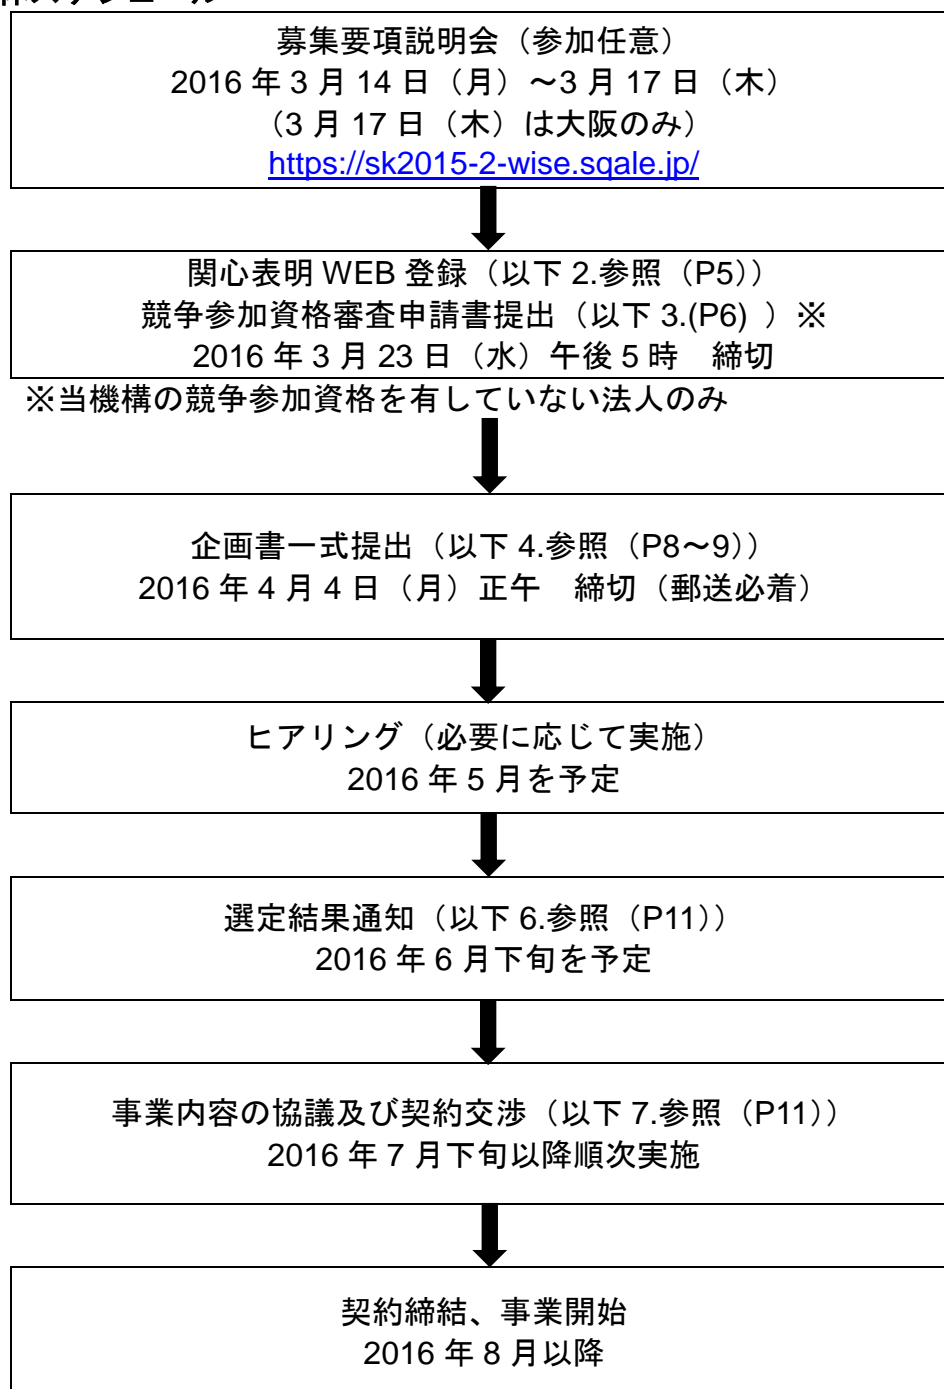 募集要項説明会（参加任意）
2016 年 3 月 14 日（月）～3 月 17 日（木）
（3 月 17 日（木）は大阪のみ）
https://sk2015-2-wise.sqale.jp/
関心表明 WEB 登録（以下 2.参照（P5））
競争参加資格審査申請書提出（以下 3.(P6) ）※
2016 年 3 月 23 日（水）午後 5 時　締切
※当機構の競争参加資格を有していない法人のみ
企画書一式提出（以下 4.参照（P8～9））
2016 年 4 月 4 日（月）正午　締切（郵送必着）
ヒアリング（必要に応じて実施）
2016 年 5 月を予定
選定結果通知（以下 6.参照（P11））
2016 年 6 月下旬を予定
事業内容の協議及び契約交渉（以下 7.参照（P11））
2016 年 7 月下旬以降順次実施
契約締結、事業開始
2016 年 8 月以降